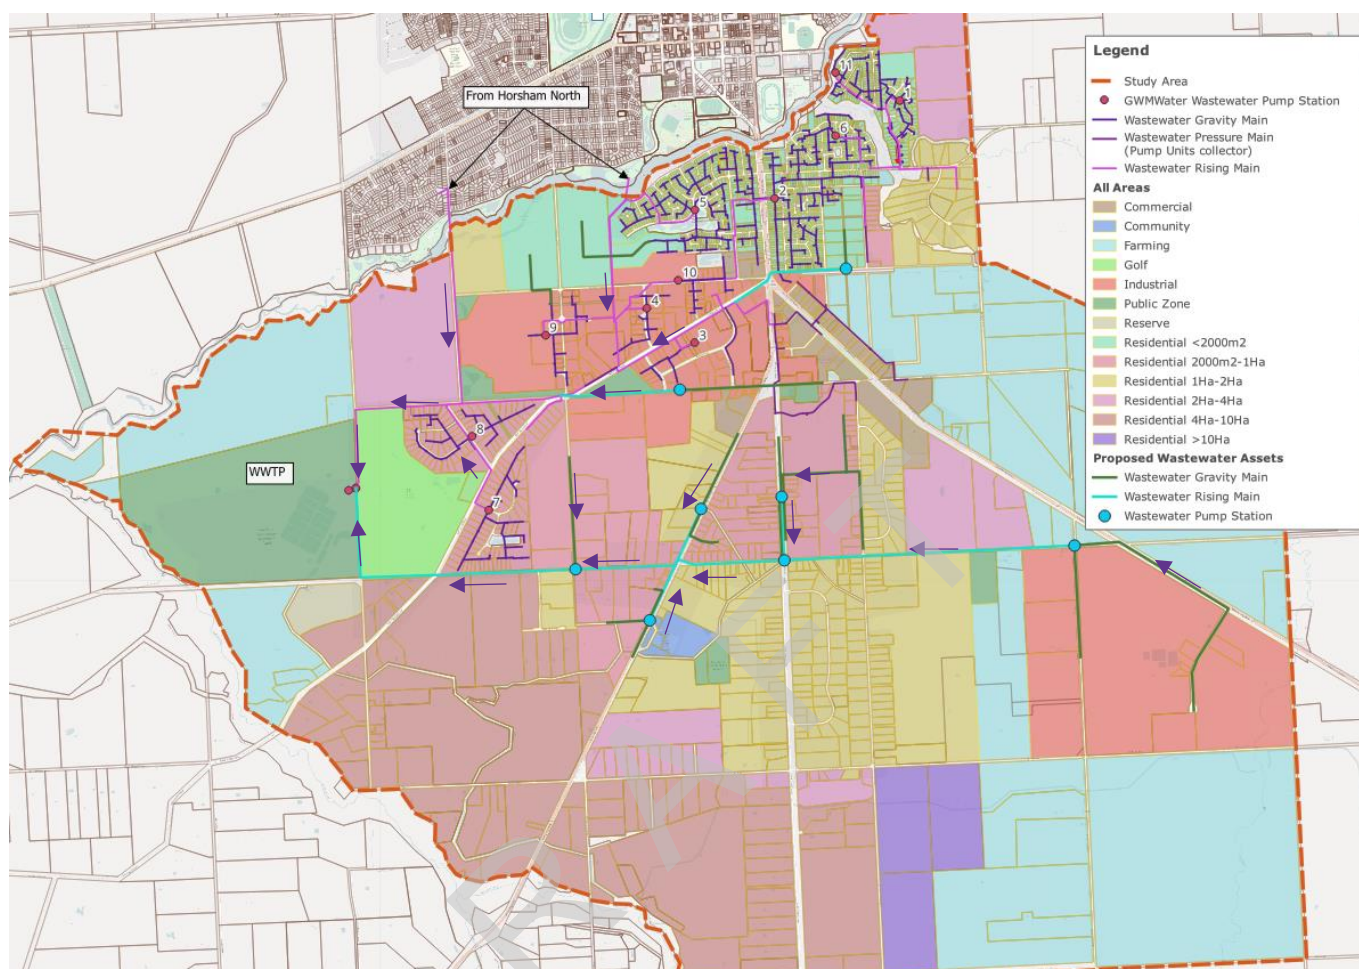 From Horsham North
11
1
6
2
5
10
4
9
3
8
7
WWTP
Legend
Study Area
GWMWater Wastewater Pump Station
Wastewater Gravity Main
Wastewater Pressure Main
(Pump Units collector)
Wastewater Rising Main
All Areas
Commercial
Community
Farming
Golf
Industrial
Public Zone
Reserve
Residential <2000m2
Residential 2000m2-1Ha
Residential 1Ha-2Ha
Residential 2Ha-4Ha
Residential 4Ha-10Ha
Residential >10Ha
Proposed Wastewater Assets
Wastewater Gravity Main
Wastewater Rising Main
Wastewater Pump Station
DRAFT